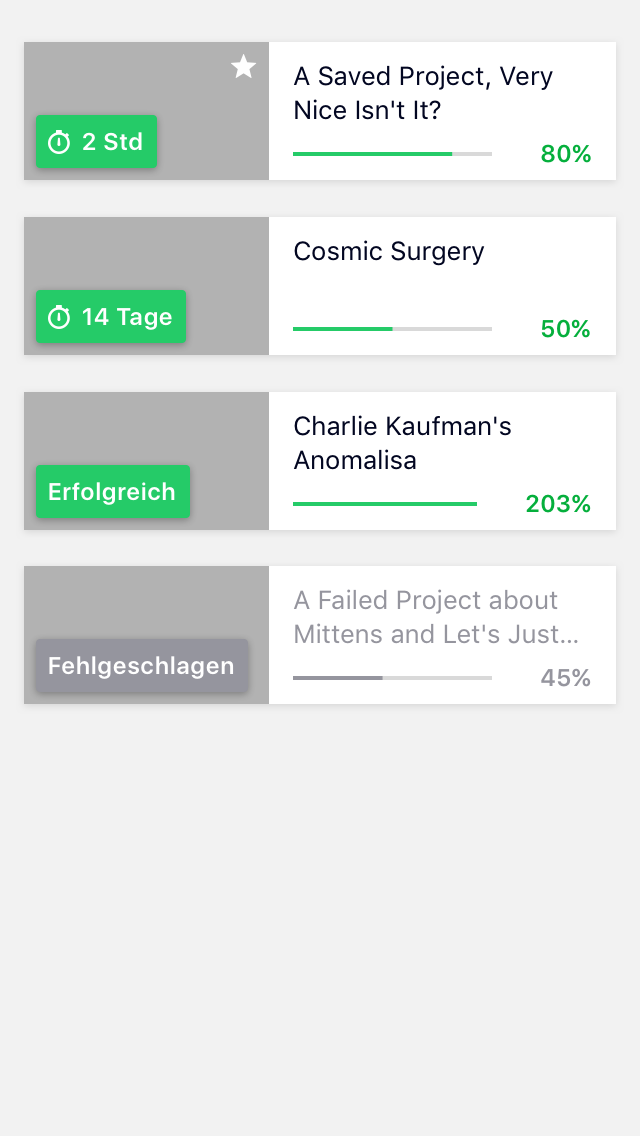 A Saved Project, Very
Nice Isn't It?
2 Std
80%
Cosmic Surgery
14 Tage
50%
Charlie Kaufman's
Anomalisa
Erfolgreich
203%
A Failed Project about
Mittens and Let's Just...
Fehlgeschlagen
45%